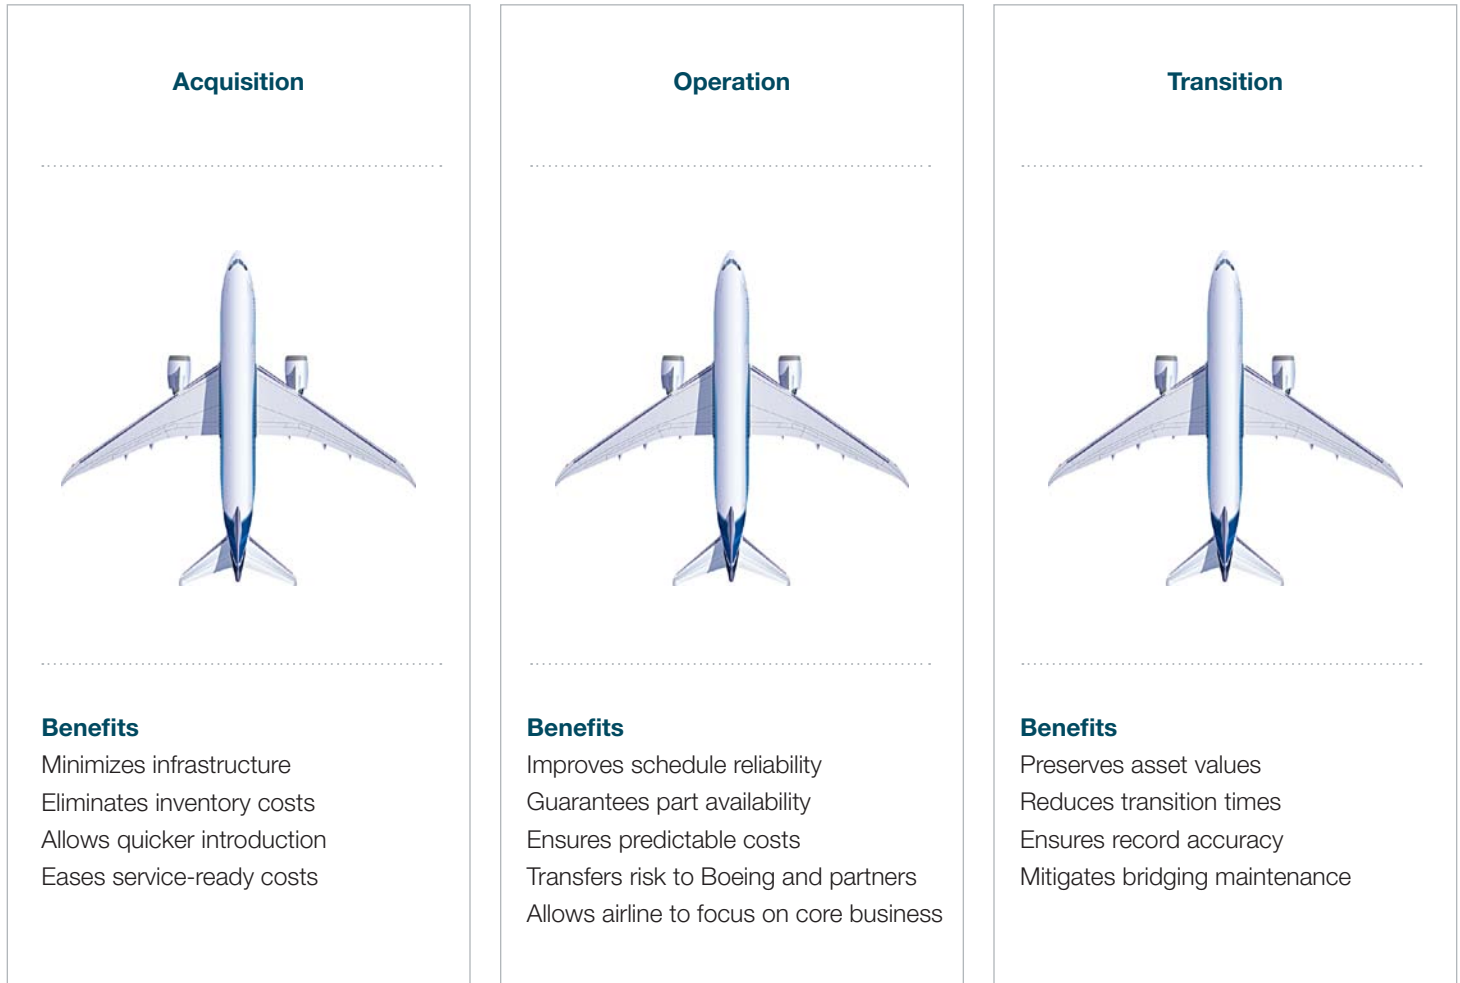 Acquisition
Benefits
Minimizes infrastructure
Eliminates inventory costs
Allows quicker introduction
Eases service-ready costs
Operation
Benefits
Improves schedule reliability
Guarantees part availability
Ensures predictable costs
Transfers risk to Boeing and partners
Allows airline to focus on core business
Transition
Benefits
Preserves asset values
Reduces transition times
Ensures record accuracy
Mitigates bridging maintenance